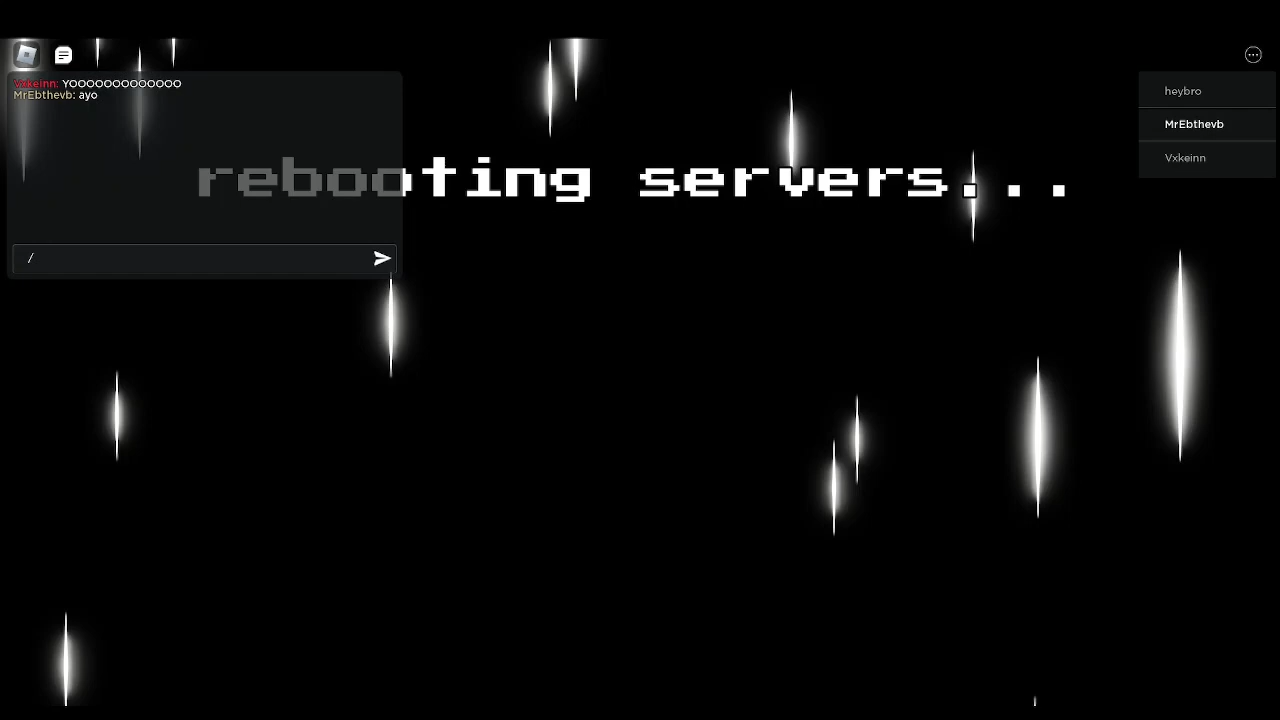 Vxkeinn: YOOOOOOOOOOOOO
MrEbthevb: ayo
rebooting servers...
/
heybro
MrEbthevb
Vxkeinn